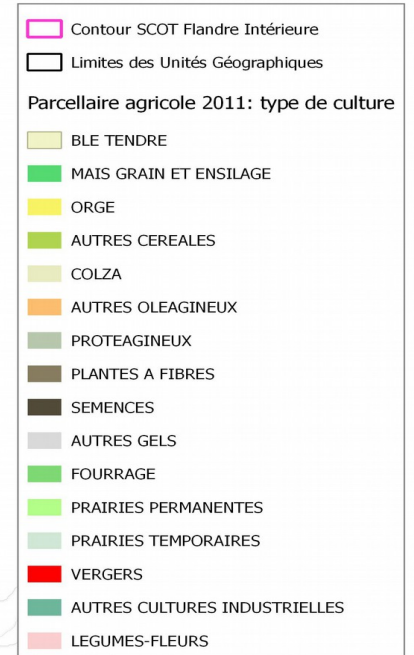 Contour SCOT Flandre Intérieure
Limites des Unités Géographiques
Parcellaire agricole 2011: type de culture
BLE TENDRE
MAIS GRAIN ET ENSILAGE
ORGE
AUTRES CEREALES
COLZA
AUTRES OLEAGINEUX
PROTEAGINEUX
PLANTES A FIBRES
SEMENCES
AUTRES GELS
FOURRAGE
PRAIRIES PERMANENTES
PRAIRIES TEMPORAIRES
VERGERS
AUTRES CULTURES INDUSTRIELLES
LEGUMES-FLEURS